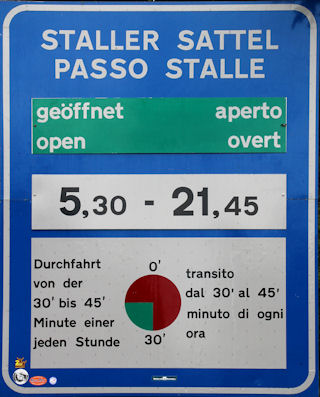 STALLER SATTEL
PASSO STALLE
geöffnet aperto
open overt
5,30 - 21,45
Durchfahrt
von der
30' bis 45'
Minute einer
jeden Stunde
0'
30'
transito
dal 30' al 45'
minuto di ogni
ora